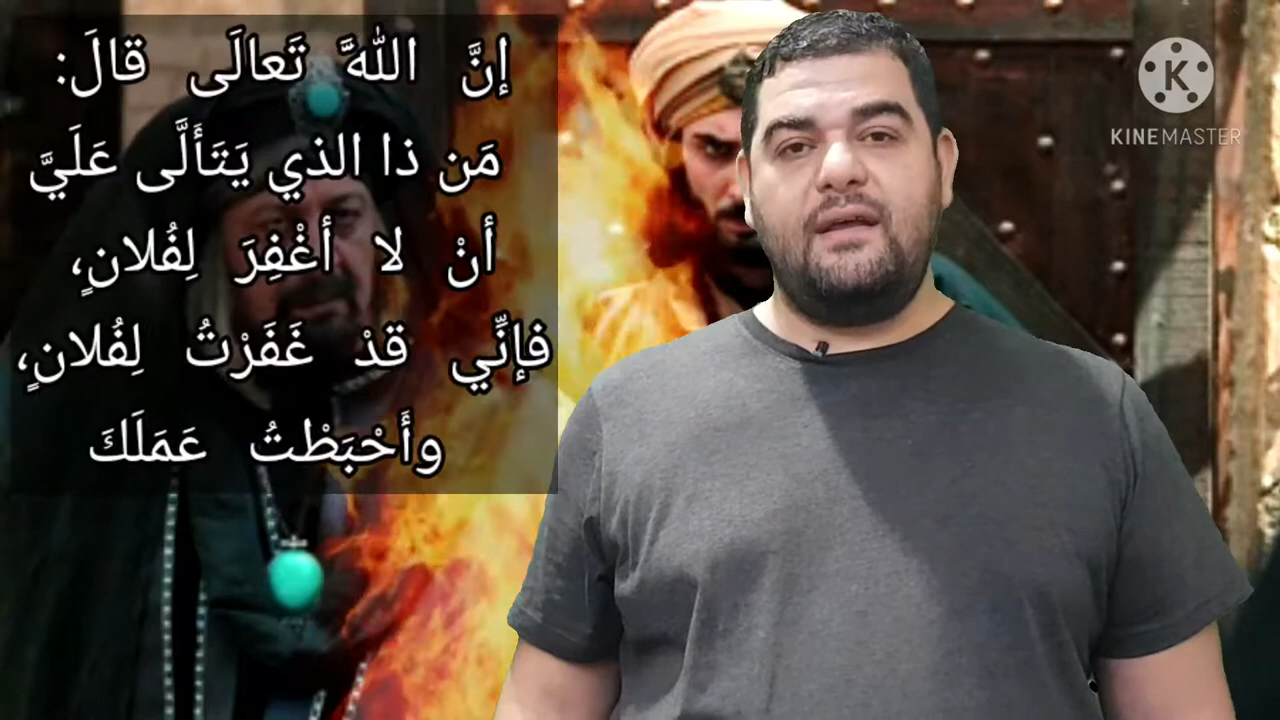 إنَّ اللهَّ تَعالَى قالَ:
مَن ذا الذي يَتَأَلَّى عَلَيَّ
أنْ لا أغْفِرَ لِفُلانٍ،
فإنِّي قدْ غَفَرْتُ لِفُلانٍ،
وأَحْبَطْتُ عَمَلَكَ
K
KINEMASTER